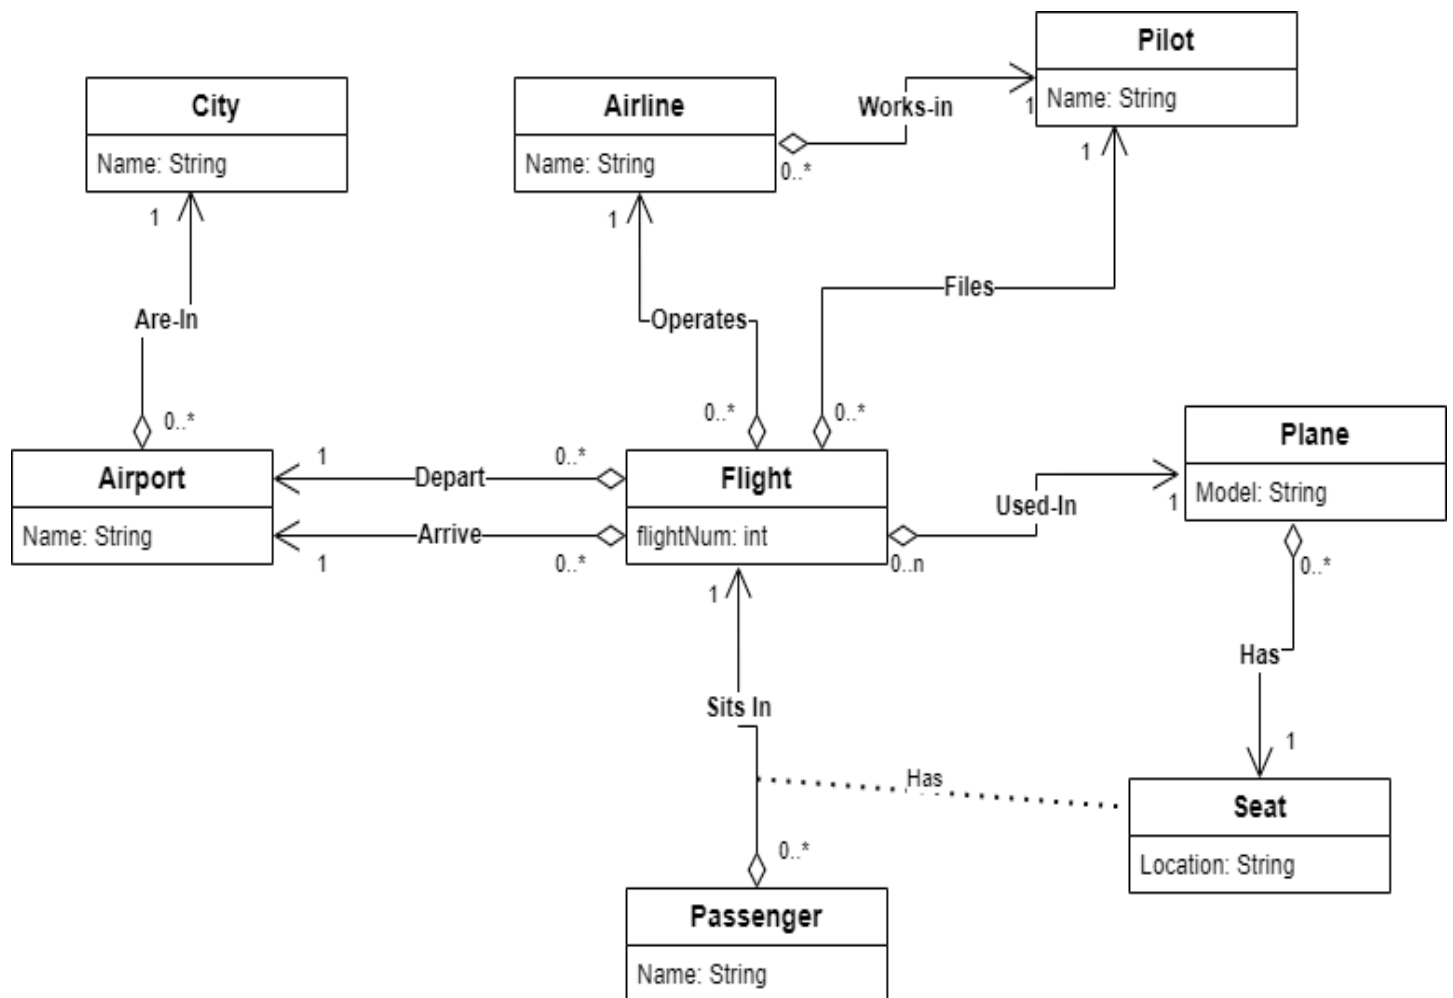 Pilot
Name: String
City
Name: String
Airline
Name: String
Works-in
1
0..*
1
1
1
Files
Are-In
Operates
0..*
0..*
0..*
Airport
Name: String
1
Depart
0..*
Arrive
1
0..*
Flight
flightNum: int
0..n
Used-In
1
Plane
Model: String
0..*
1
Has
Sits In
1
Has
Seat
Location: String
0..*
Passenger
Name: String